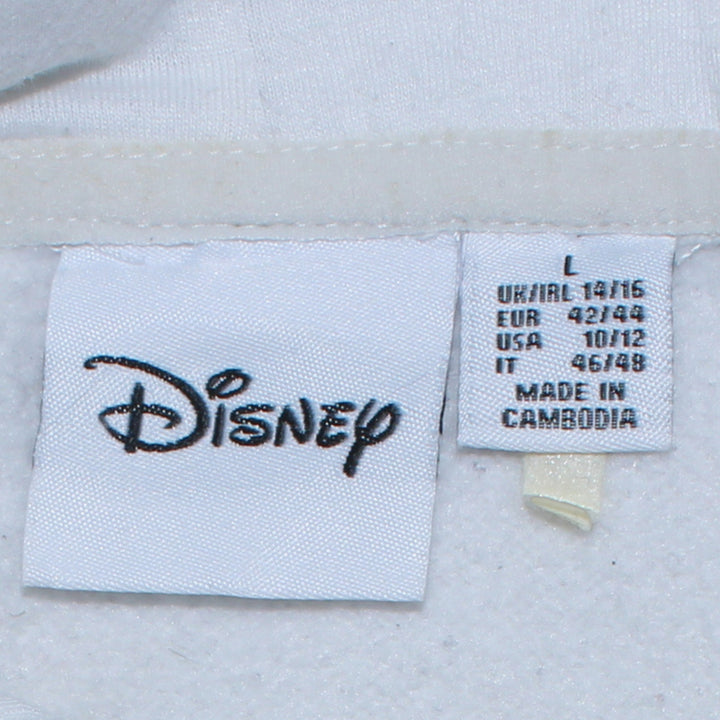 Disney
L
UK/IRL 14/16
EUR 42/44
USA 10/12
IT 46/48
MADE IN
CAMBODIA